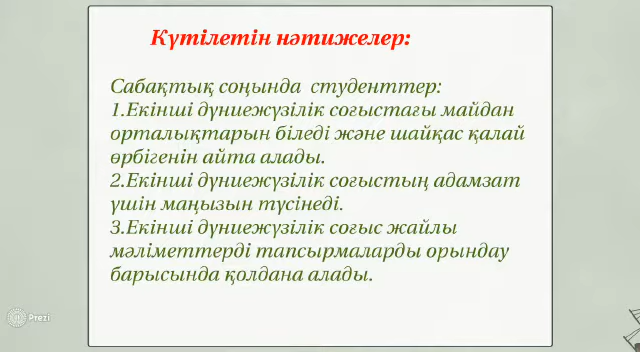 Күтілетін нәтижелер:
Сабақтық соңында студенттер:
1.Екінші дүниежүзілік соғыстағы майдан
орталықтарын біледі және шайқас қалай
өрбігенін айта алады.
2.Екінші дүниежүзілік соғыстың адамзат
үшін маңызын түсінеді.
3.Екінші дүниежүзілік соғыс жайлы
мәліметтерді тапсырмаларды орындау
барысында қолдана алады.
Prezi